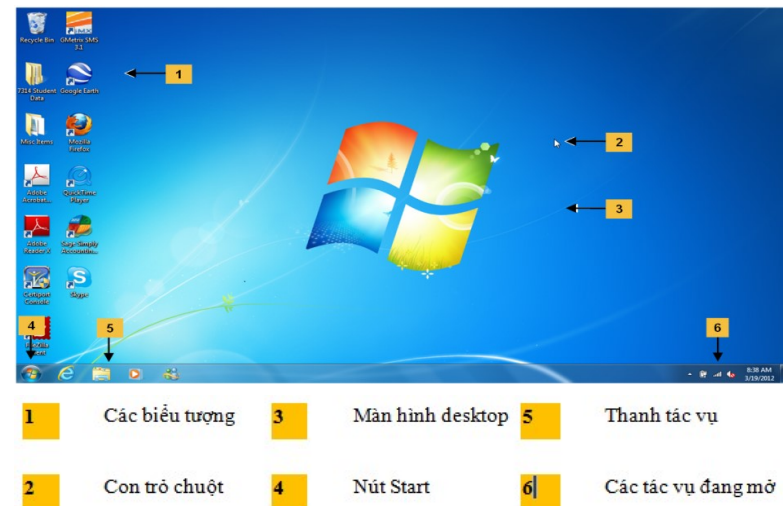 Recycle Bin
GMetrix SMS 3.1
1
7314 Student Data
Google Earth
2
Misc Items
Mozilla Firefox
Adobe Acrobat...
QuickTime Player
3
Adobe Reader X
Sage Simply Accountin...
Certiport Console
Skype
4
5
6
8:38 AM
3/19/2012
1 Các biểu tượng 3 Màn hình desktop 5 Thanh tác vụ
2 Con trỏ chuột 4 Nút Start 6 Các tác vụ đang mở